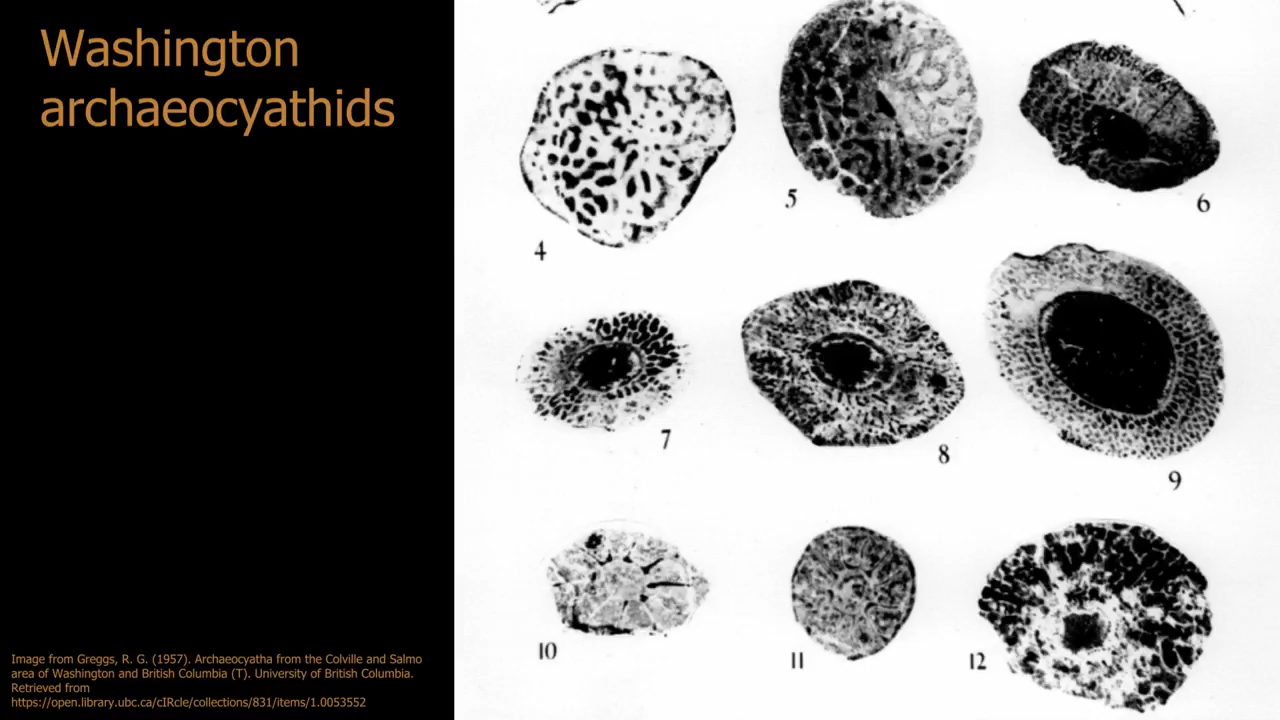 Washington
archaeocyathids
4
5
6
7
8
9
10
11
12
Image from Greggs, R. G. (1957). Archaeocyatha from the Colville and Salmo
area of Washington and British Columbia (T). University of British Columbia.
Retrieved from
https://open.library.ubc.ca/cIRcle/collections/831/items/1.0053552